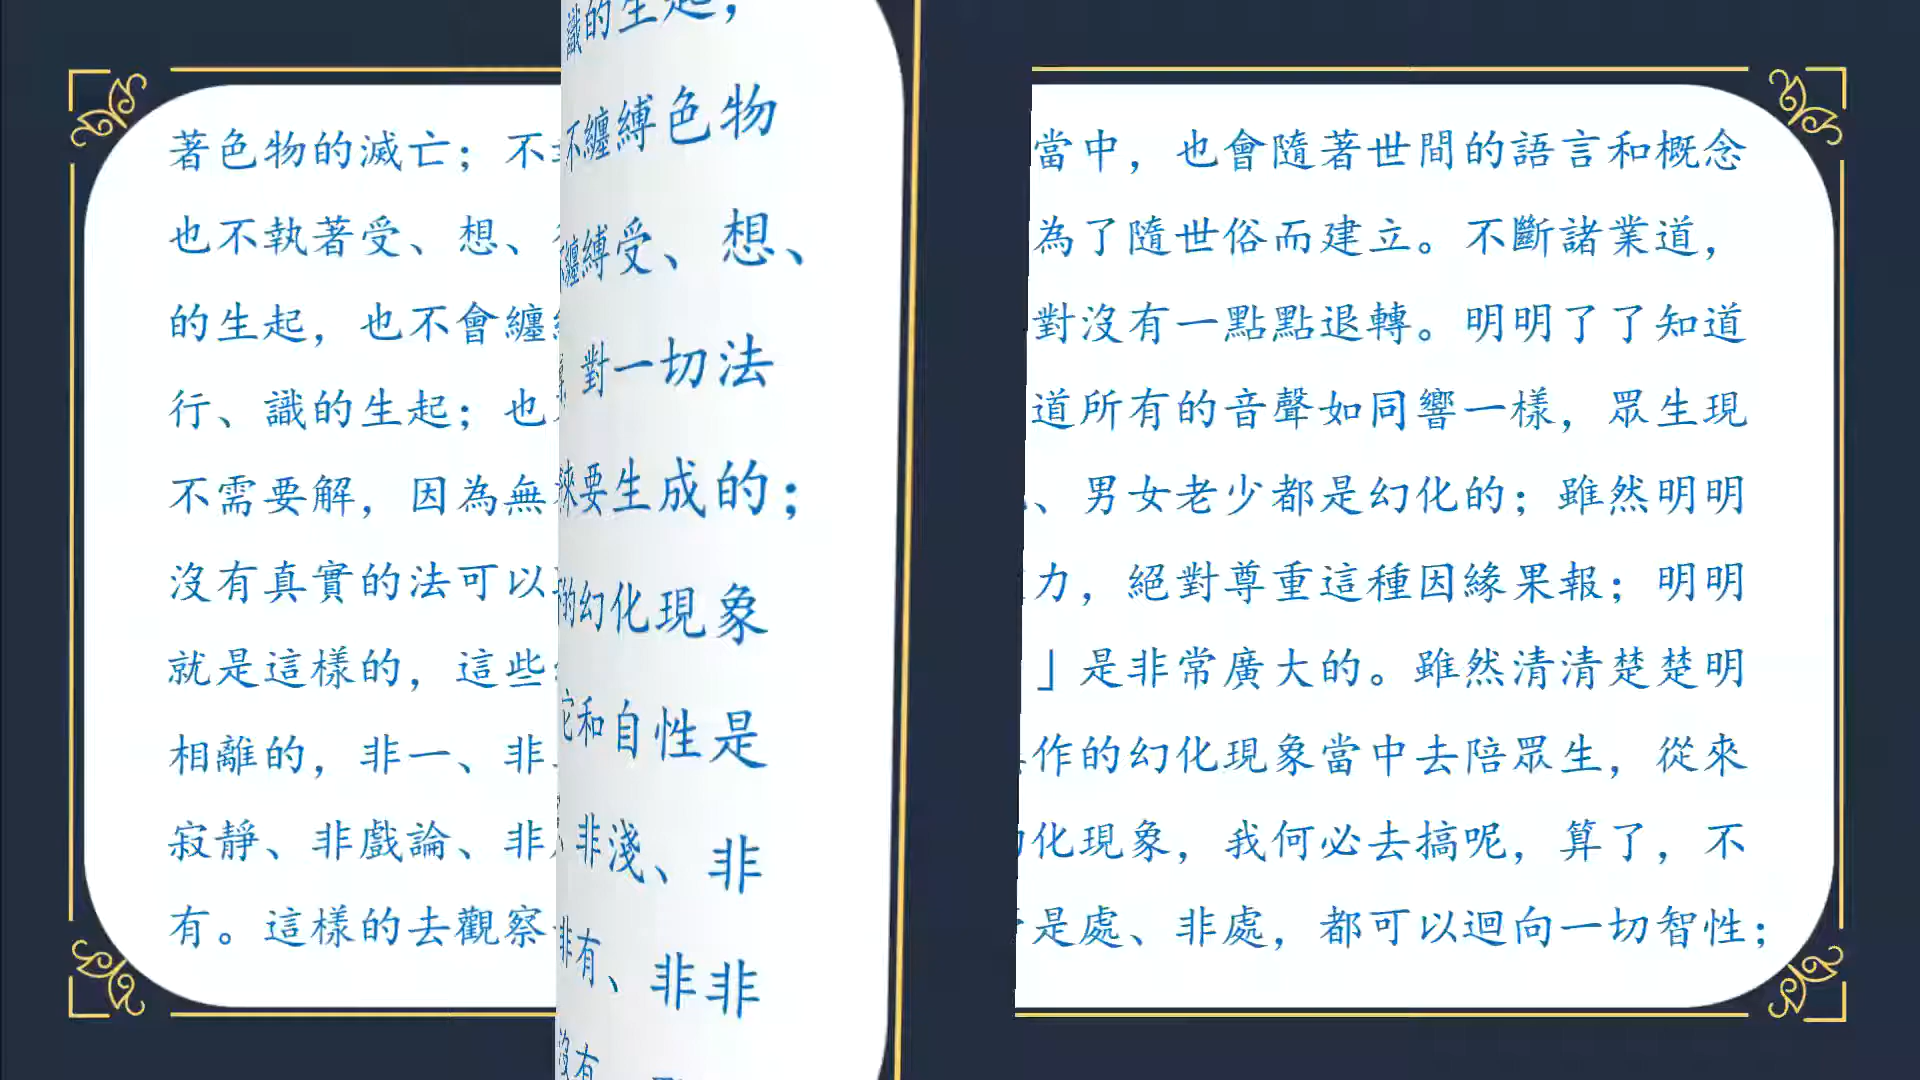 著色物的滅亡；不
也不執著受、想、
的生起，也不會纏
行、識的生起；也
不需要解，因為無
沒有真實的法可以
就是這樣的，這些
相離的，非一、非
寂靜、非戲論、非
有。這樣的去觀察
識的生起，
不纏縛色物
纏縛受、想、
對一切法
要生成的；
的幻化現象
它和自性是
非淺、非
非有、非非
沒有
當中，也會隨著世間的語言和概念
為了隨世俗而建立。不斷諸業道，
對沒有一點點退轉。明明了了知道
道所有的音聲如同響一樣，眾生現
、男女老少都是幻化的；雖然明明
力，絕對尊重這種因緣果報；明明
」是非常廣大的。雖然清清楚楚明
作的幻化現象當中去陪眾生，從來
化現象，我何必去搞呢，算了，不
是處、非處，都可以迴向一切智性；